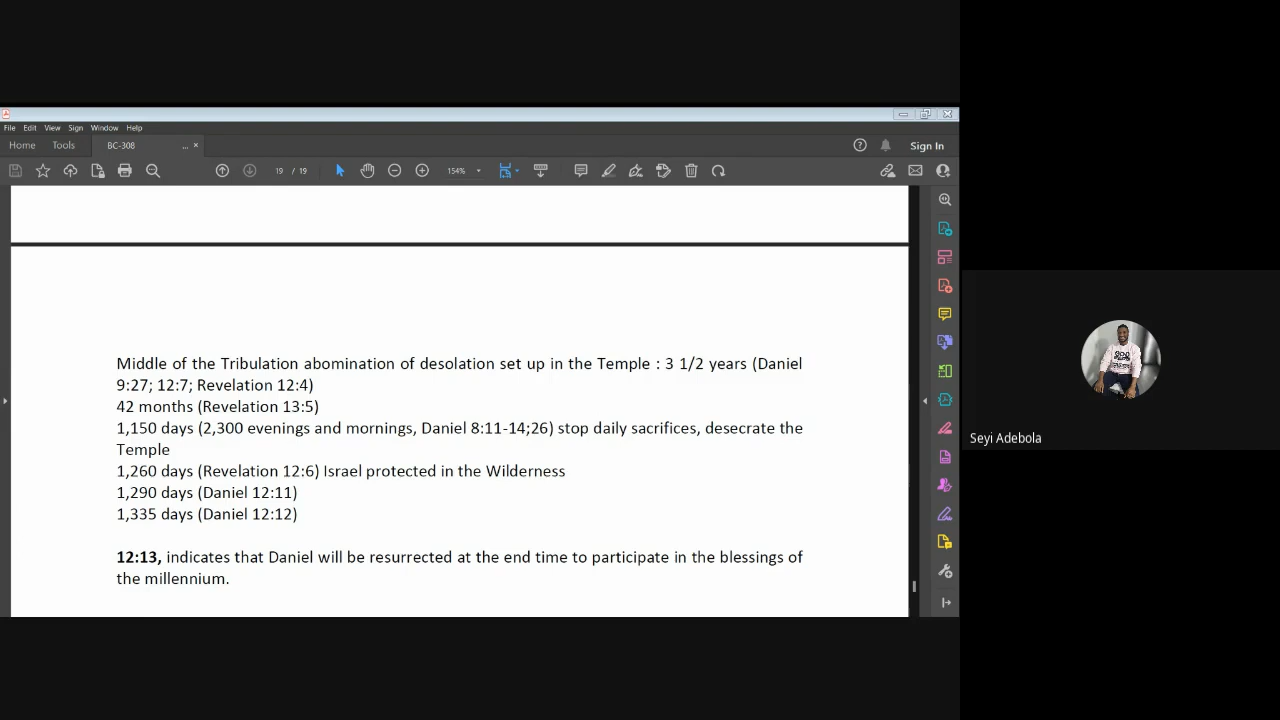 File Edit View Sign Window Help
Home Tools BC-308 ... × Sign In
19 / 19 154%
Middle of the Tribulation abomination of desolation set up in the Temple : 3 1/2 years (Daniel
9:27; 12:7; Revelation 12:4)
42 months (Revelation 13:5)
1,150 days (2,300 evenings and mornings, Daniel 8:11-14;26) stop daily sacrifices, desecrate the
Temple
1,260 days (Revelation 12:6) Israel protected in the Wilderness
1,290 days (Daniel 12:11)
1,335 days (Daniel 12:12)
12:13, indicates that Daniel will be resurrected at the end time to participate in the blessings of
the millennium.
Seyi Adebola